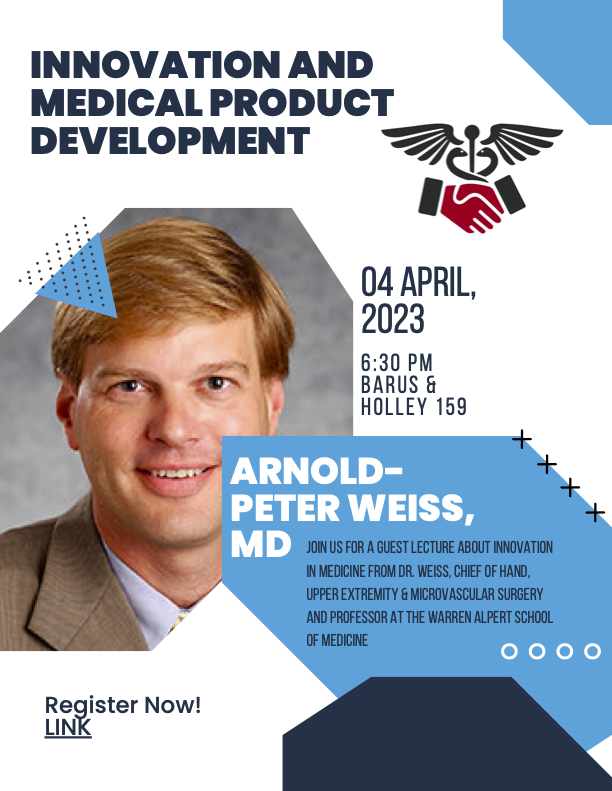 INNOVATION AND
MEDICAL PRODUCT
DEVELOPMENT
04 APRIL,
2023
6:30 PM
BARUS &
HOLLEY 159
ARNOLD-
PETER WEISS,
MD
JOIN US FOR A GUEST LECTURE ABOUT INNOVATION
IN MEDICINE FROM DR. WEISS, CHIEF OF HAND,
UPPER EXTREMITY & MICROVASCULAR SURGERY
AND PROFESSOR AT THE WARREN ALPERT SCHOOL
OF MEDICINE
Register Now!
LINK